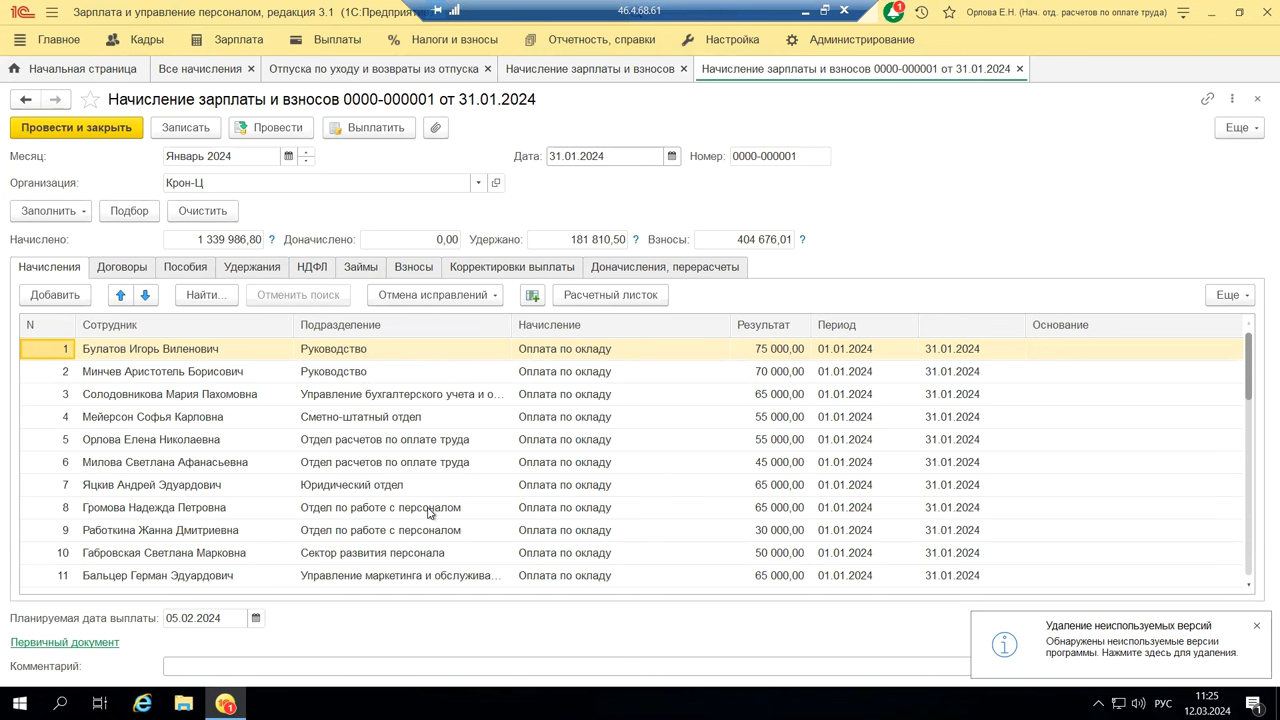 Зарплата и управление персоналом, редакция 3.1 (1С:Предприятие
46.4.68.61
1
Орлова Е.Н. (Нач. отд. расчетов по оплате труда)
Главное Кадры Зарплата Выплаты % Налоги и взносы Отчетность, справки Настройка Администрирование
Начальная страница Все начисления × Отпуска по уходу и возвраты из отпуска × Начисление зарплаты и взносов × Начисление зарплаты и взносов 0000-000001 от 31.01.2024 ×
Начисление зарплаты и взносов 0000-000001 от 31.01.2024
Провести и закрыть Записать Провести Выплатить Еще
Месяц: Январь 2024 Дата: 31.01.2024 Номер: 0000-000001
Организация: Крон-Ц
Заполнить Подбор Очистить
Начислено: 1 339 986,80 ? Доначислено: 0,00 Удержано: 181 810,50 ? Взносы: 404 676,01 ?
Начисления Договоры Пособия Удержания НДФЛ Займы Взносы Корректировки выплаты Доначисления, перерасчеты
Добавить Найти... Отменить поиск Отмена исправлений Расчетный листок Еще
N Сотрудник Подразделение Начисление Результат Период Основание
1 Булатов Игорь Виленович Руководство Оплата по окладу 75 000,00 01.01.2024 31.01.2024
2 Минчев Аристотель Борисович Руководство Оплата по окладу 70 000,00 01.01.2024 31.01.2024
3 Солодовникова Мария Пахомовна Управление бухгалтерского учета и о... Оплата по окладу 65 000,00 01.01.2024 31.01.2024
4 Мейерсон Софья Карловна Сметно-штатный отдел Оплата по окладу 55 000,00 01.01.2024 31.01.2024
5 Орлова Елена Николаевна Отдел расчетов по оплате труда Оплата по окладу 55 000,00 01.01.2024 31.01.2024
6 Милова Светлана Афанасьевна Отдел расчетов по оплате труда Оплата по окладу 45 000,00 01.01.2024 31.01.2024
7 Яцкив Андрей Эдуардович Юридический отдел Оплата по окладу 65 000,00 01.01.2024 31.01.2024
8 Громова Надежда Петровна Отдел по работе с персоналом Оплата по окладу 65 000,00 01.01.2024 31.01.2024
9 Работкина Жанна Дмитриевна Отдел по работе с персоналом Оплата по окладу 30 000,00 01.01.2024 31.01.2024
10 Габровская Светлана Марковна Сектор развития персонала Оплата по окладу 50 000,00 01.01.2024 31.01.2024
11 Бальцер Герман Эдуардович Управление маркетинга и обслужива... Оплата по окладу 65 000,00 01.01.2024 31.01.2024
Планируемая дата выплаты: 05.02.2024
Первичный документ
Комментарий:
Удаление неиспользуемых версий
Обнаружены неиспользуемые версии
программы. Нажмите здесь для удаления.
1
РУС
11:25
12.03.2024
1